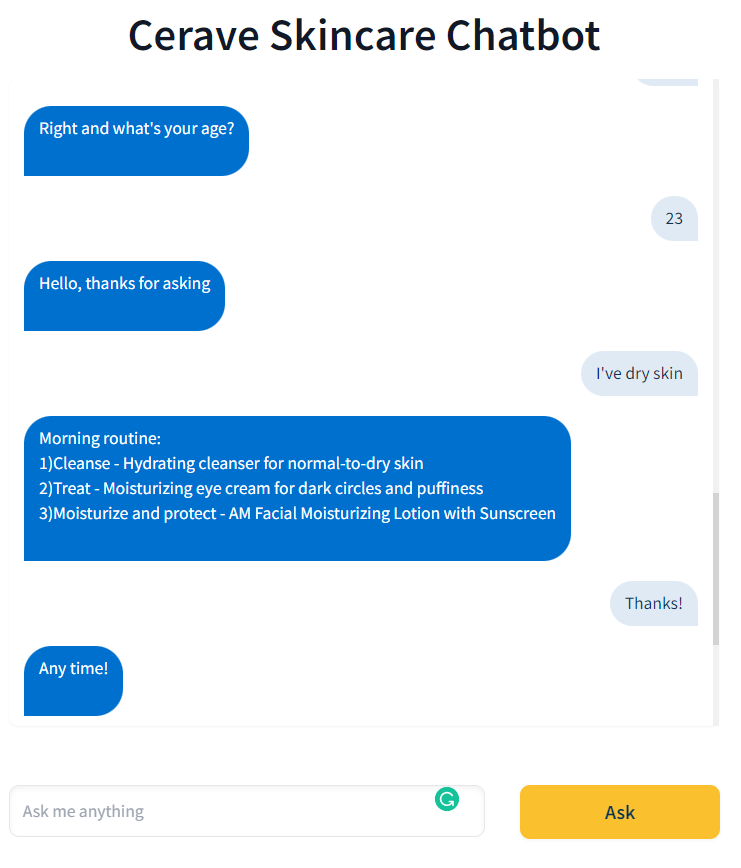 Cerave Skincare Chatbot
Right and what's your age?
23
Hello, thanks for asking
I've dry skin
Morning routine:
1)Cleanse - Hydrating cleanser for normal-to-dry skin
2)Treat - Moisturizing eye cream for dark circles and puffiness
3)Moisturize and protect - AM Facial Moisturizing Lotion with Sunscreen
Thanks!
Any time!
Ask me anything
Ask